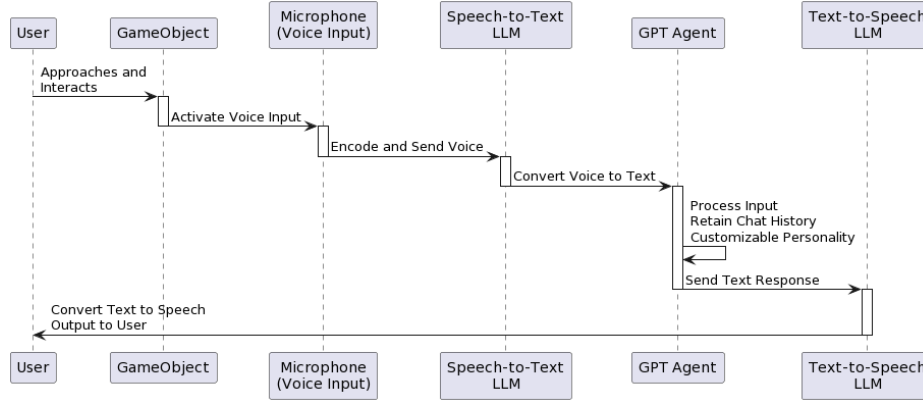 User
GameObject
Microphone
(Voice Input)
Speech-to-Text
LLM
GPT Agent
Text-to-Speech
LLM
Approaches and
Interacts
Activate Voice Input
Encode and Send Voice
Convert Voice to Text
Process Input
Retain Chat History
Customizable Personality
Send Text Response
Convert Text to Speech
Output to User
User
GameObject
Microphone
(Voice Input)
Speech-to-Text
LLM
GPT Agent
Text-to-Speech
LLM